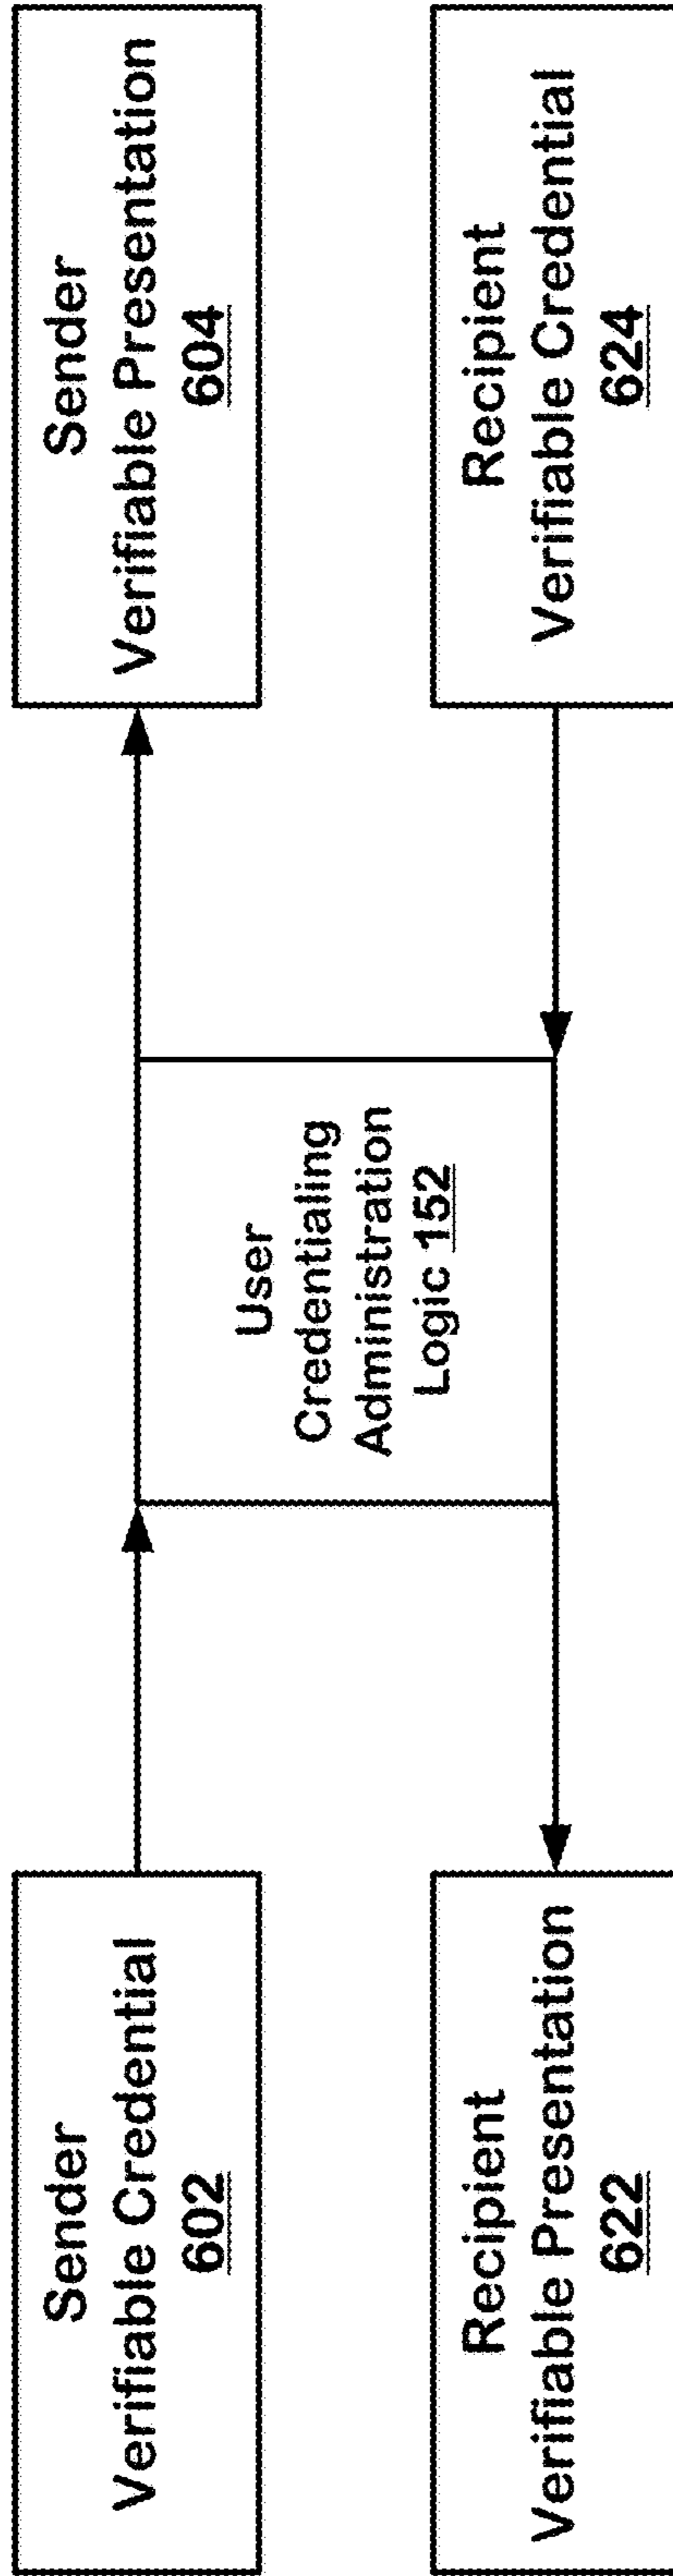 Sender
Verifiable Credential
602
User
Credentialing
Administration
Logic 152
Sender
Verifiable Presentation
604
Recipient
Verifiable Presentation
622
Recipient
Verifiable Credential
624